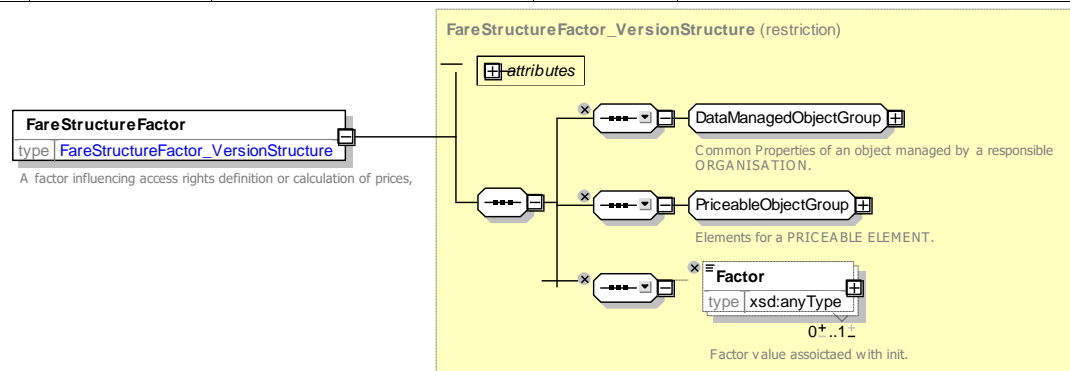 FareStructureFactor_VersionStructure (restriction)
attributes
DataManagedObjectGroup
FareStructureFactor
type FareStructureFactor_VersionStructure
Common Properties of an object managed by a responsible
ORGANISATION.
A factor influencing access rights definition or calculation of prices,
PriceableObjectGroup
Elements for a PRICEABLE ELEMENT.
Factor
type xsd:anyType
0±..1±
Factor value assoictaed with init.